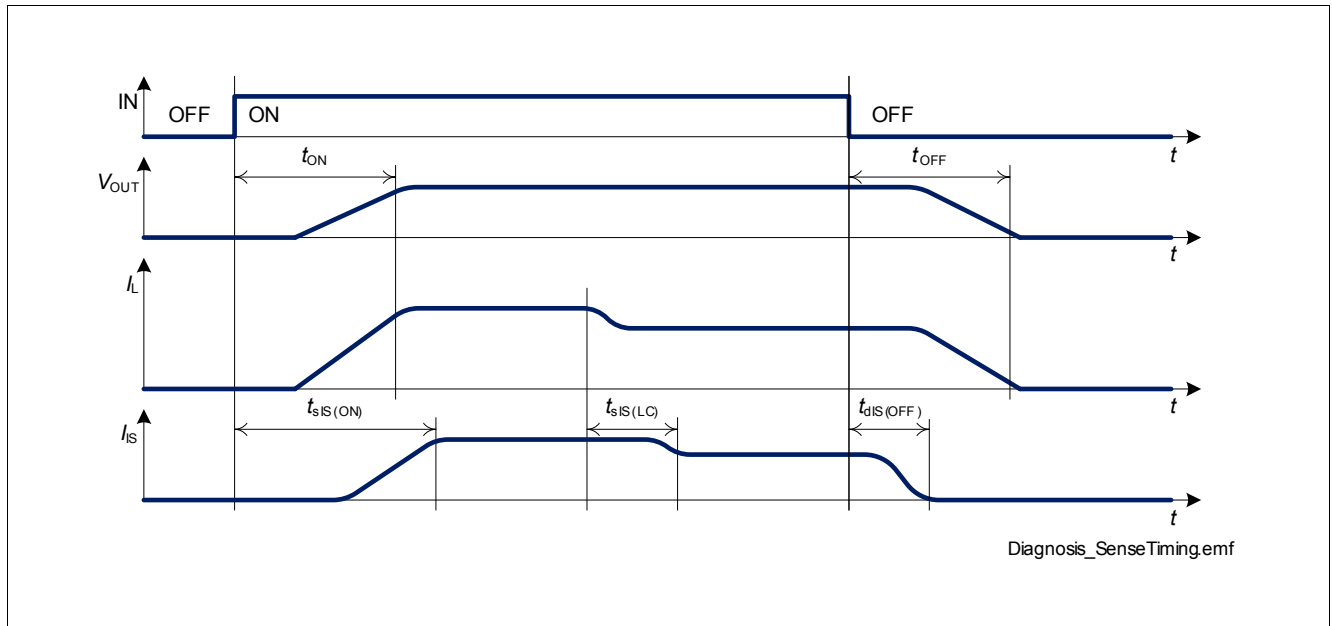 IN
OFF
ON
OFF
t
tON
tOFF
VOUT
t
IL
t
tsIS(ON)
tsIS(LC)
tdIS(OFF)
IIS
t
Diagnosis_SenseTiming.emf